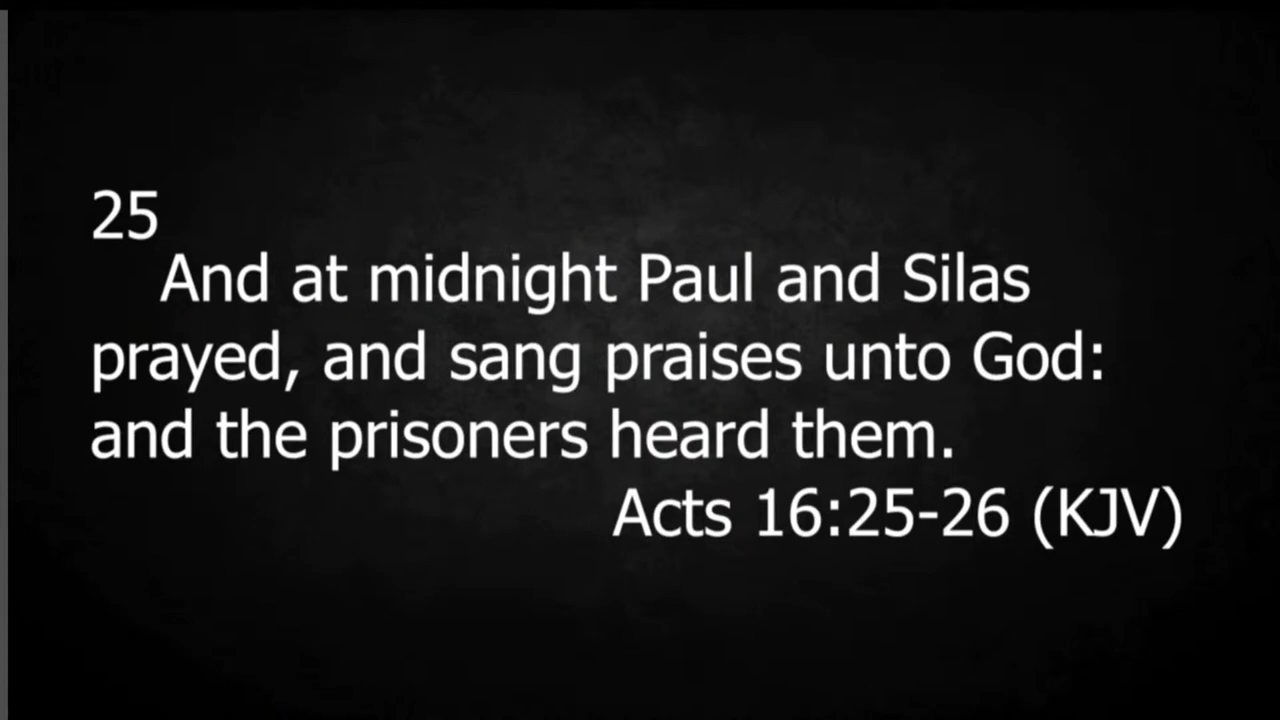 25
And at midnight Paul and Silas
prayed, and sang praises unto God:
and the prisoners heard them.
Acts 16:25-26 (KJV)